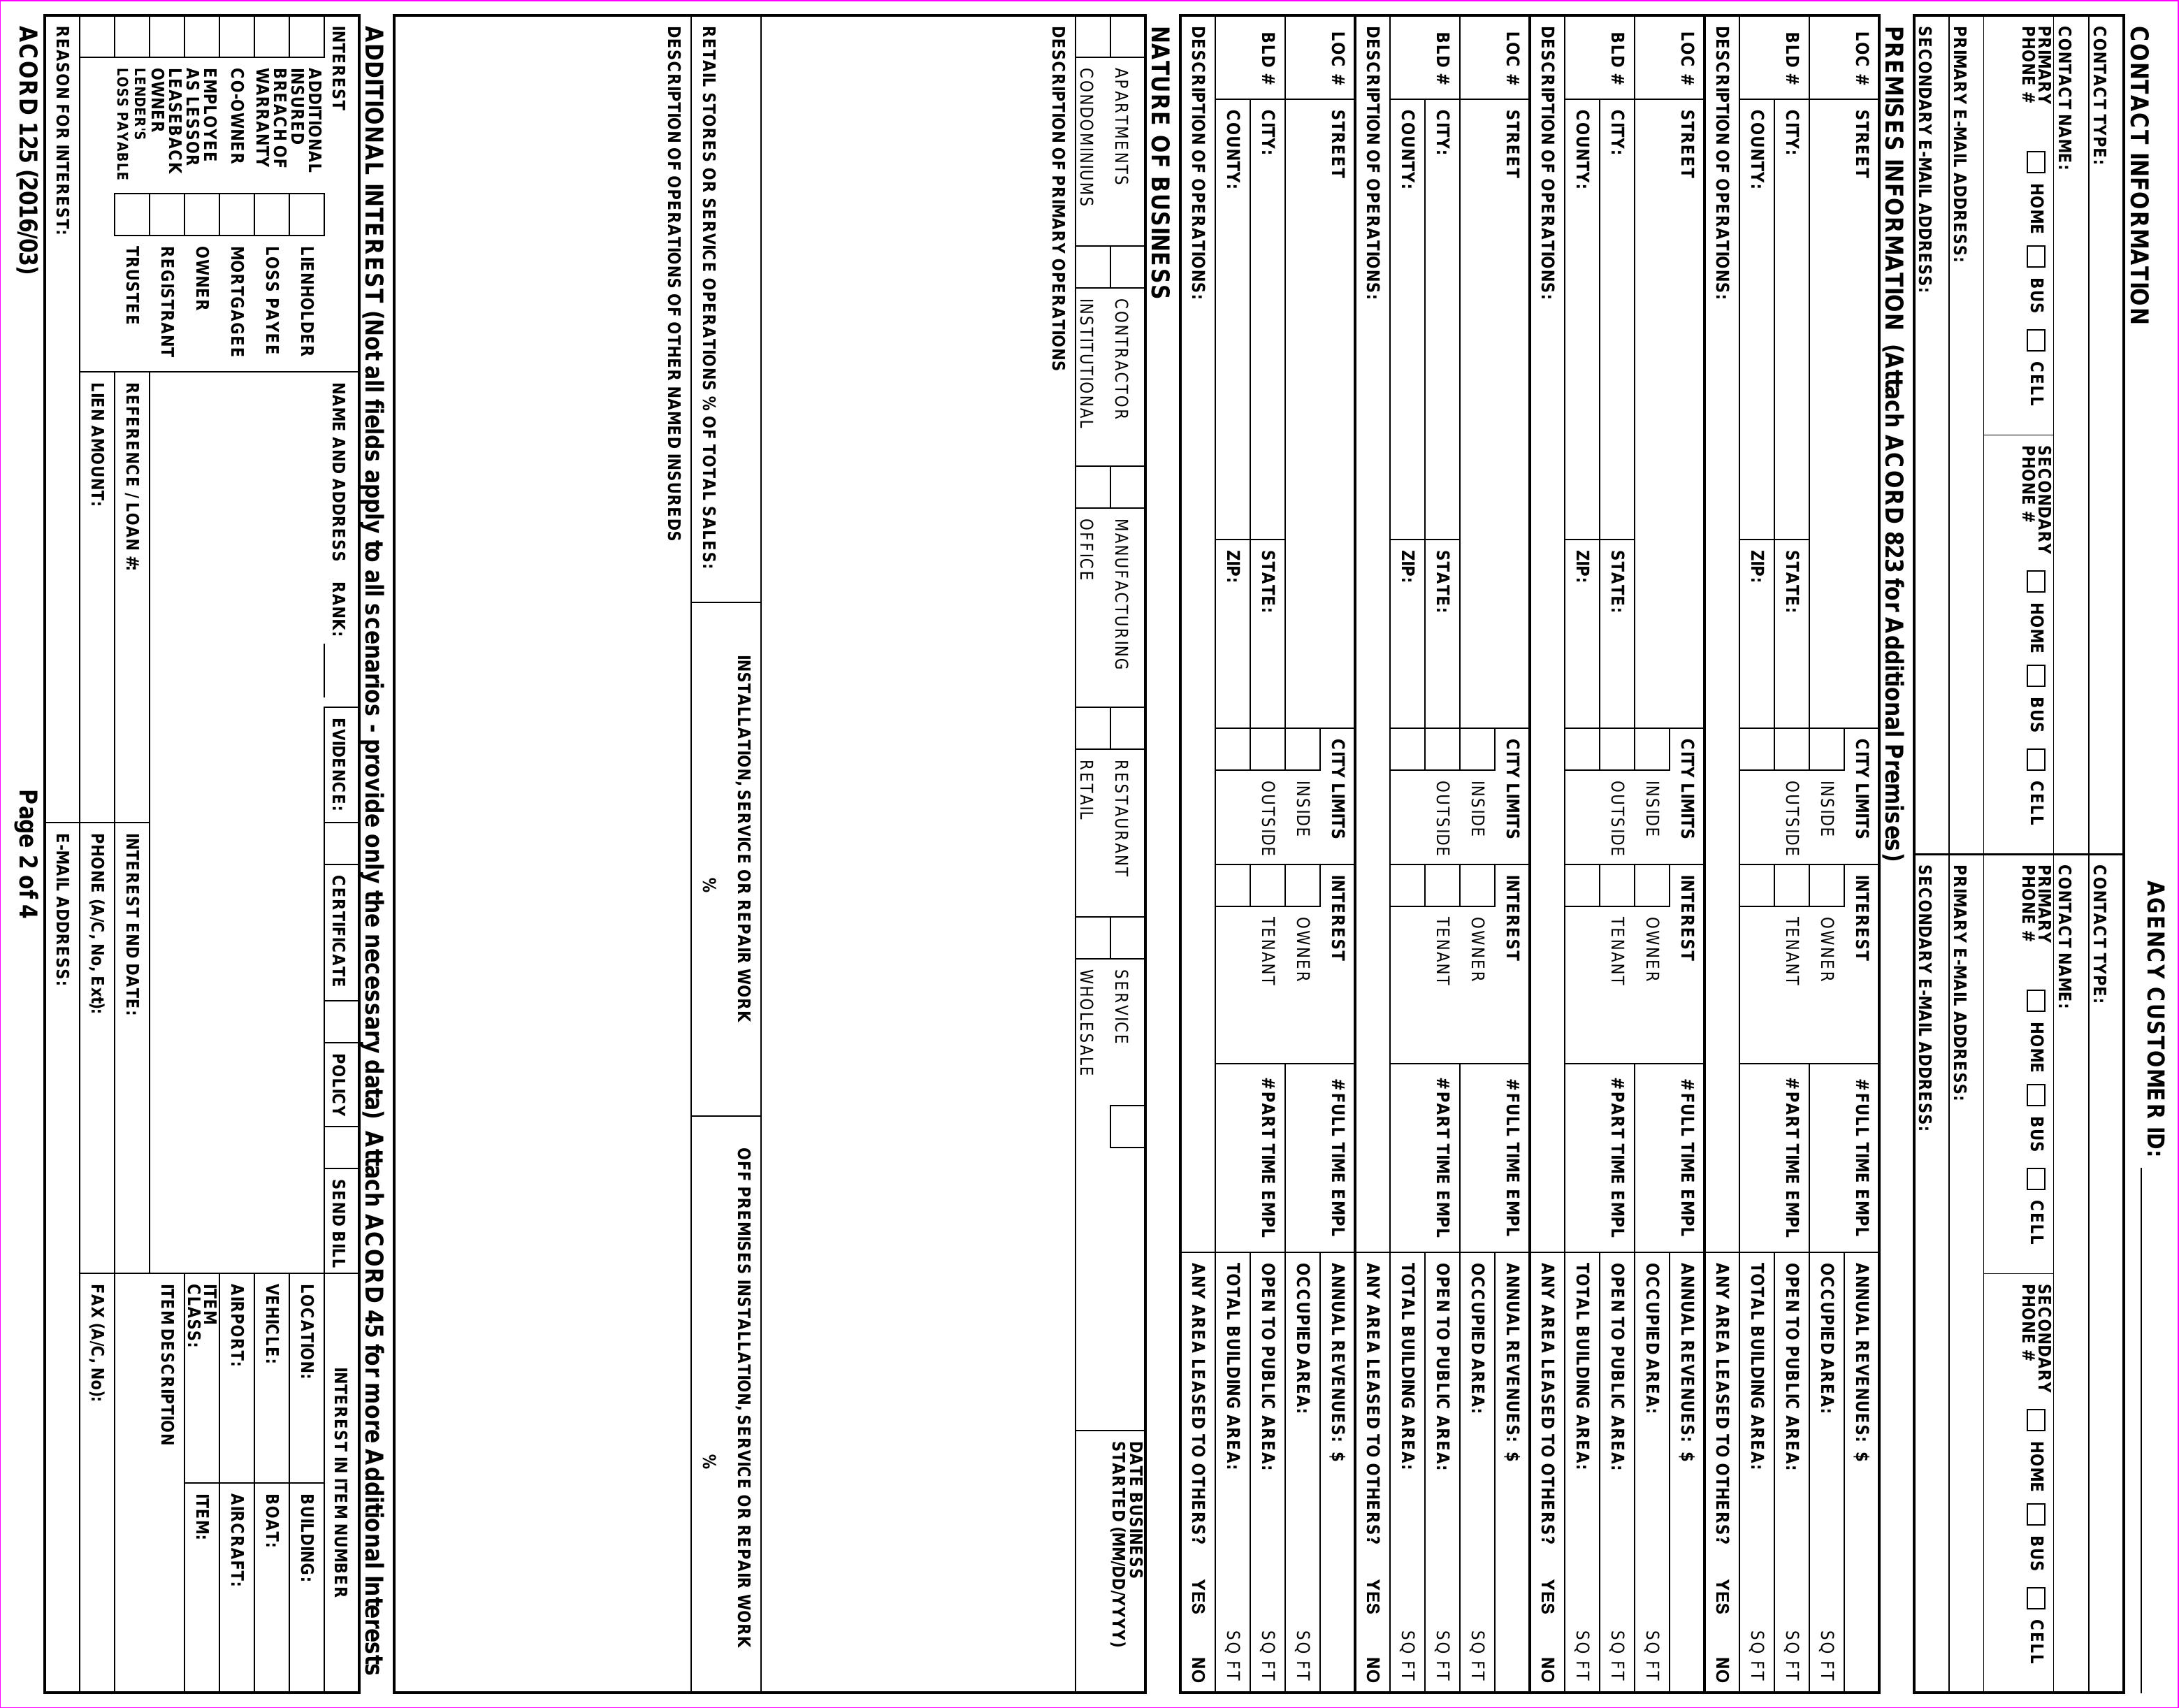 AGENCY CUSTOMER ID:
CONTACT INFORMATION
CONTACT TYPE: CONTACT TYPE:
CONTACT NAME: CONTACT NAME:
PRIMARY PHONE # HOME BUS CELL SECONDARY PHONE # HOME BUS CELL PRIMARY PHONE # HOME BUS CELL SECONDARY PHONE # HOME BUS CELL
PRIMARY E-MAIL ADDRESS: PRIMARY E-MAIL ADDRESS:
SECONDARY E-MAIL ADDRESS: SECONDARY E-MAIL ADDRESS:
PREMISES INFORMATION (Attach ACORD 823 for Additional Premises)
LOC # STREET CITY LIMITS INTEREST # FULL TIME EMPL ANNUAL REVENUES: $
INSIDE OWNER OCCUPIED AREA: SQ FT
BLD # CITY: STATE: OUTSIDE TENANT # PART TIME EMPL OPEN TO PUBLIC AREA: SQ FT
COUNTY: ZIP: TOTAL BUILDING AREA: SQ FT
DESCRIPTION OF OPERATIONS: ANY AREA LEASED TO OTHERS? YES NO
LOC # STREET CITY LIMITS INTEREST # FULL TIME EMPL ANNUAL REVENUES: $
INSIDE OWNER OCCUPIED AREA: SQ FT
BLD # CITY: STATE: OUTSIDE TENANT # PART TIME EMPL OPEN TO PUBLIC AREA: SQ FT
COUNTY: ZIP: TOTAL BUILDING AREA: SQ FT
DESCRIPTION OF OPERATIONS: ANY AREA LEASED TO OTHERS? YES NO
LOC # STREET CITY LIMITS INTEREST # FULL TIME EMPL ANNUAL REVENUES: $
INSIDE OWNER OCCUPIED AREA: SQ FT
BLD # CITY: STATE: OUTSIDE TENANT # PART TIME EMPL OPEN TO PUBLIC AREA: SQ FT
COUNTY: ZIP: TOTAL BUILDING AREA: SQ FT
DESCRIPTION OF OPERATIONS: ANY AREA LEASED TO OTHERS? YES NO
LOC # STREET CITY LIMITS INTEREST # FULL TIME EMPL ANNUAL REVENUES: $
INSIDE OWNER OCCUPIED AREA: SQ FT
BLD # CITY: STATE: OUTSIDE TENANT # PART TIME EMPL OPEN TO PUBLIC AREA: SQ FT
COUNTY: ZIP: TOTAL BUILDING AREA: SQ FT
DESCRIPTION OF OPERATIONS: ANY AREA LEASED TO OTHERS? YES NO
NATURE OF BUSINESS
APARTMENTS CONTRACTOR MANUFACTURING RESTAURANT SERVICE DATE BUSINESS
CONDOMINIUMS INSTITUTIONAL OFFICE RETAIL WHOLESALE STARTED (MM/DD/YYYY)
DESCRIPTION OF PRIMARY OPERATIONS
INSTALLATION, SERVICE OR REPAIR WORK OFF PREMISES INSTALLATION, SERVICE OR REPAIR WORK
RETAIL STORES OR SERVICE OPERATIONS % OF TOTAL SALES: % %
DESCRIPTION OF OPERATIONS OF OTHER NAMED INSUREDS
ADDITIONAL INTEREST (Not all fields apply to all scenarios - provide only the necessary data) Attach ACORD 45 for more Additional Interests
INTEREST NAME AND ADDRESS RANK: EVIDENCE: CERTIFICATE POLICY SEND BILL INTEREST IN ITEM NUMBER
ADDITIONAL INSURED LIENHOLDER LOCATION: BUILDING:
BREACH OF WARRANTY LOSS PAYEE VEHICLE: BOAT:
CO-OWNER MORTGAGEE AIRPORT: AIRCRAFT:
EMPLOYEE AS LESSOR OWNER ITEM CLASS: ITEM:
LEASEBACK OWNER REGISTRANT ITEM DESCRIPTION
LENDER'S LOSS PAYABLE TRUSTEE REFERENCE / LOAN #: INTEREST END DATE:
LIEN AMOUNT: PHONE (A/C, No, Ext): FAX (A/C, No):
REASON FOR INTEREST: E-MAIL ADDRESS:
ACORD 125 (2016/03) Page 2 of 4